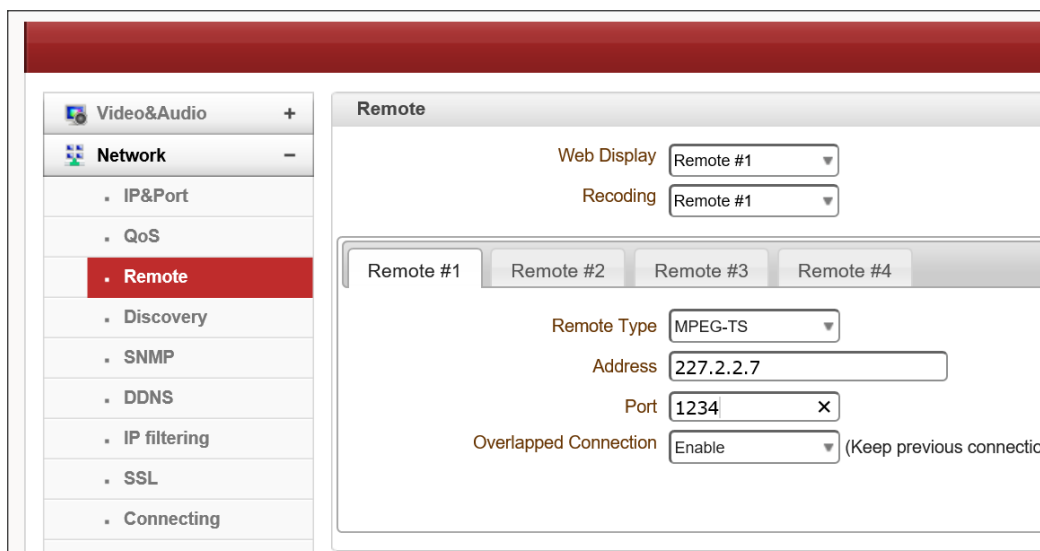 Video&Audio +
Network −
IP&Port
QoS
Remote
Discovery
SNMP
DDNS
IP filtering
SSL
Connecting
Remote
Web Display Remote #1
Recoding Remote #1
Remote #1 Remote #2 Remote #3 Remote #4
Remote Type MPEG-TS
Address 227.2.2.7
Port 1234
Overlapped Connection Enable (Keep previous